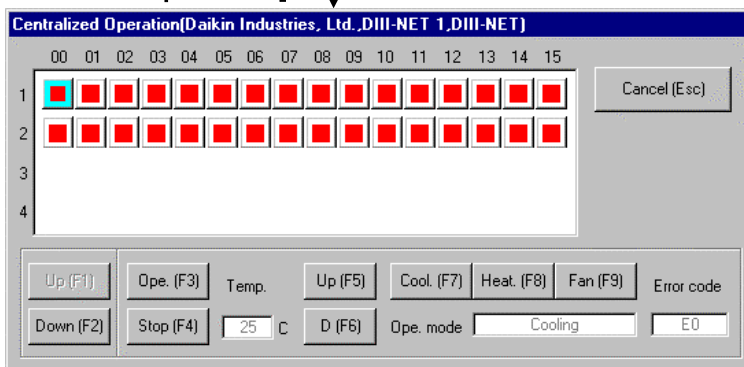 Centralized Operation(Daikin Industries, Ltd.,DIII-NET 1,DIII-NET)
00 01 02 03 04 05 06 07 08 09 10 11 12 13 14 15
1
2
3
4
Cancel (Esc)
Up (F1) Ope. (F3) Temp. Up (F5) Cool. (F7) Heat. (F8) Fan (F9) Error code
Down (F2) Stop (F4) 25 C D (F6) Ope. mode Cooling E0